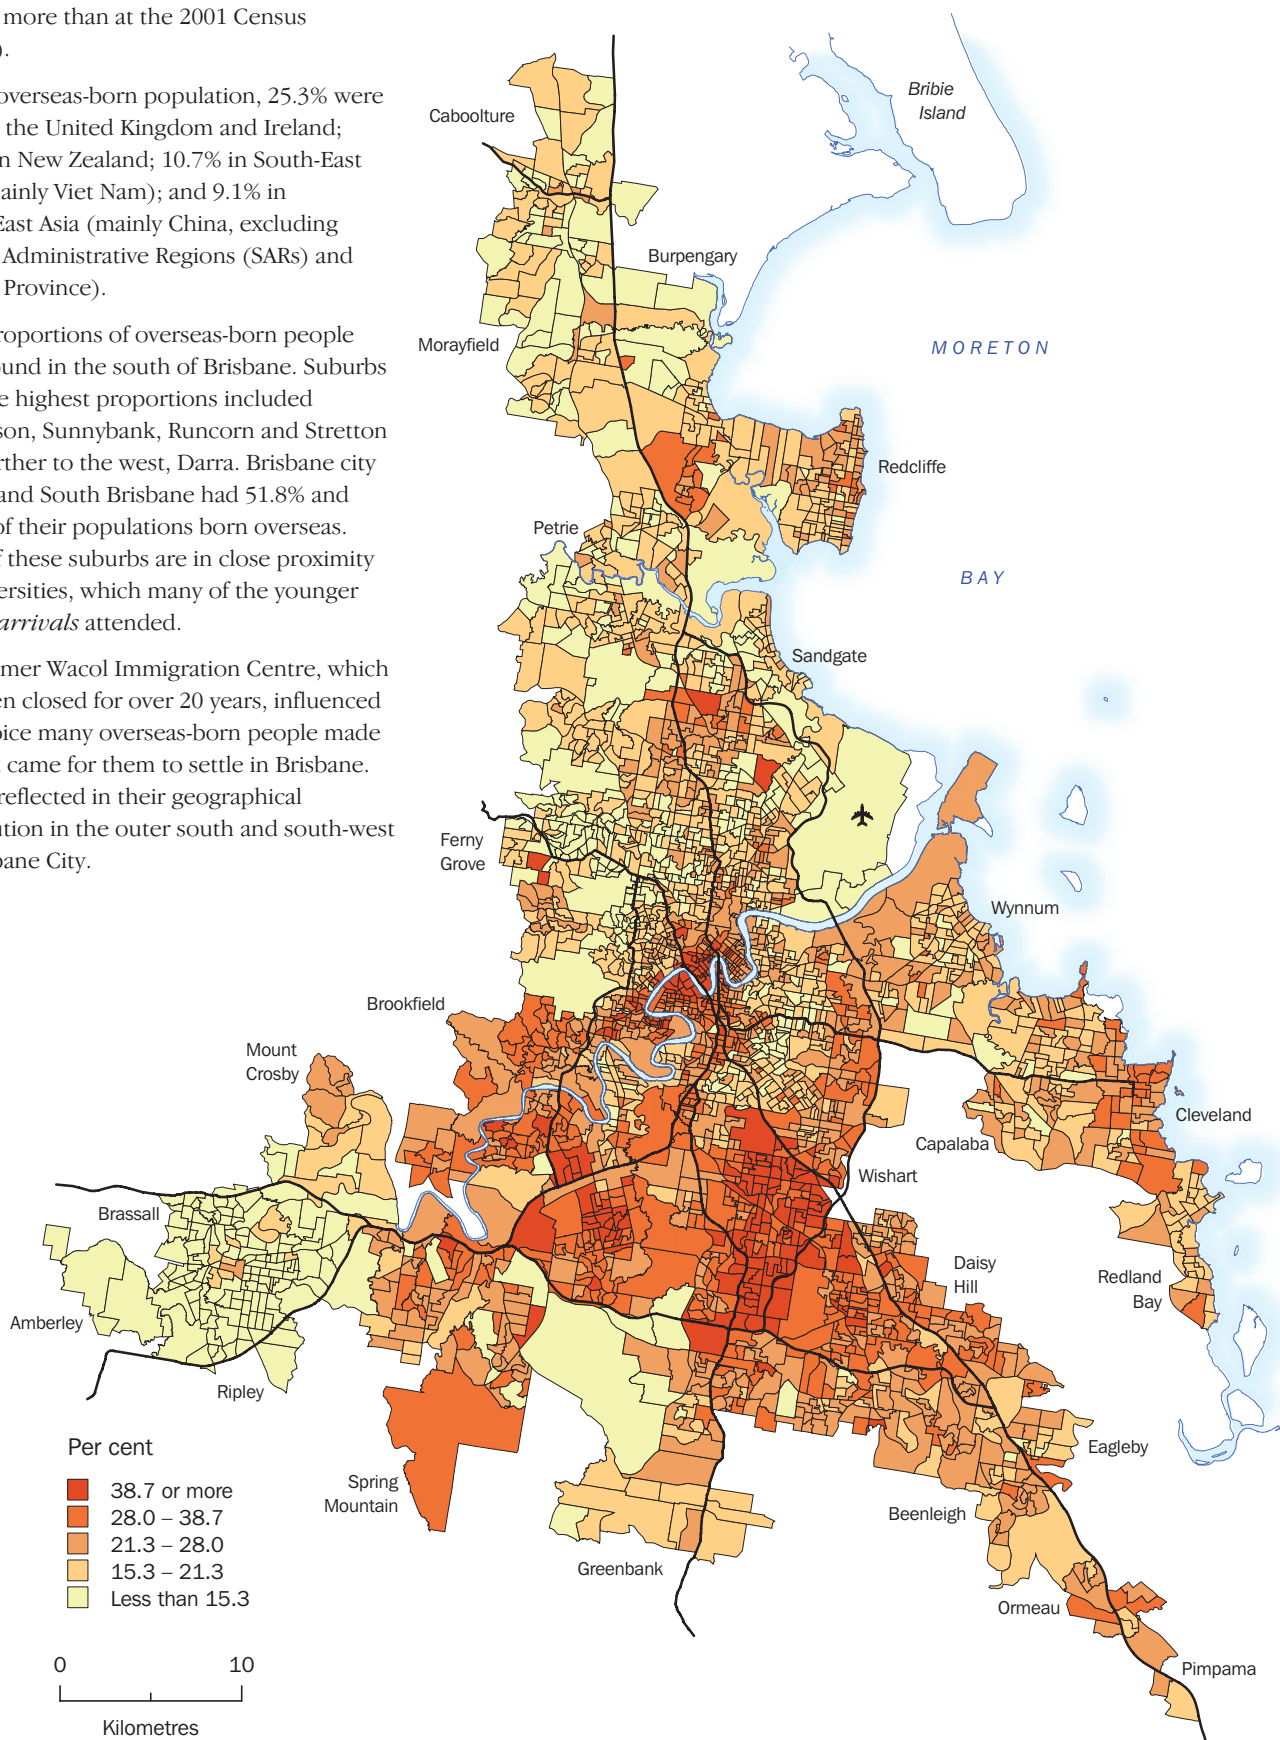 more than at the 2001 Census
).
overseas-born population, 25.3% were
the United Kingdom and Ireland;
n New Zealand; 10.7% in South-East
ainly Viet Nam); and 9.1% in
East Asia (mainly China, excluding
Administrative Regions (SARs) and
Province).
roportions of overseas-born people
ound in the south of Brisbane. Suburbs
e highest proportions included
son, Sunnybank, Runcorn and Stretton
rther to the west, Darra. Brisbane city
and South Brisbane had 51.8% and
of their populations born overseas.
f these suburbs are in close proximity
ersities, which many of the younger
arrivals attended.
mer Wacol Immigration Centre, which
en closed for over 20 years, influenced
oice many overseas-born people made
t came for them to settle in Brisbane.
reflected in their geographical
ution in the outer south and south-west
bane City.
Caboolture
Bribie
Island
Burpengary
Morayfield
MORETON
Redcliffe
Petrie
BAY
Sandgate
Ferny
Grove
Wynnum
Brookfield
Mount
Crosby
Cleveland
Capalaba
Wishart
Brassall
Daisy
Hill
Redland
Bay
Amberley
Ripley
Eagleby
Spring
Mountain
Beenleigh
Greenbank
Ormeau
Pimpama
Per cent
38.7 or more
28.0 – 38.7
21.3 – 28.0
15.3 – 21.3
Less than 15.3
0 10
Kilometres